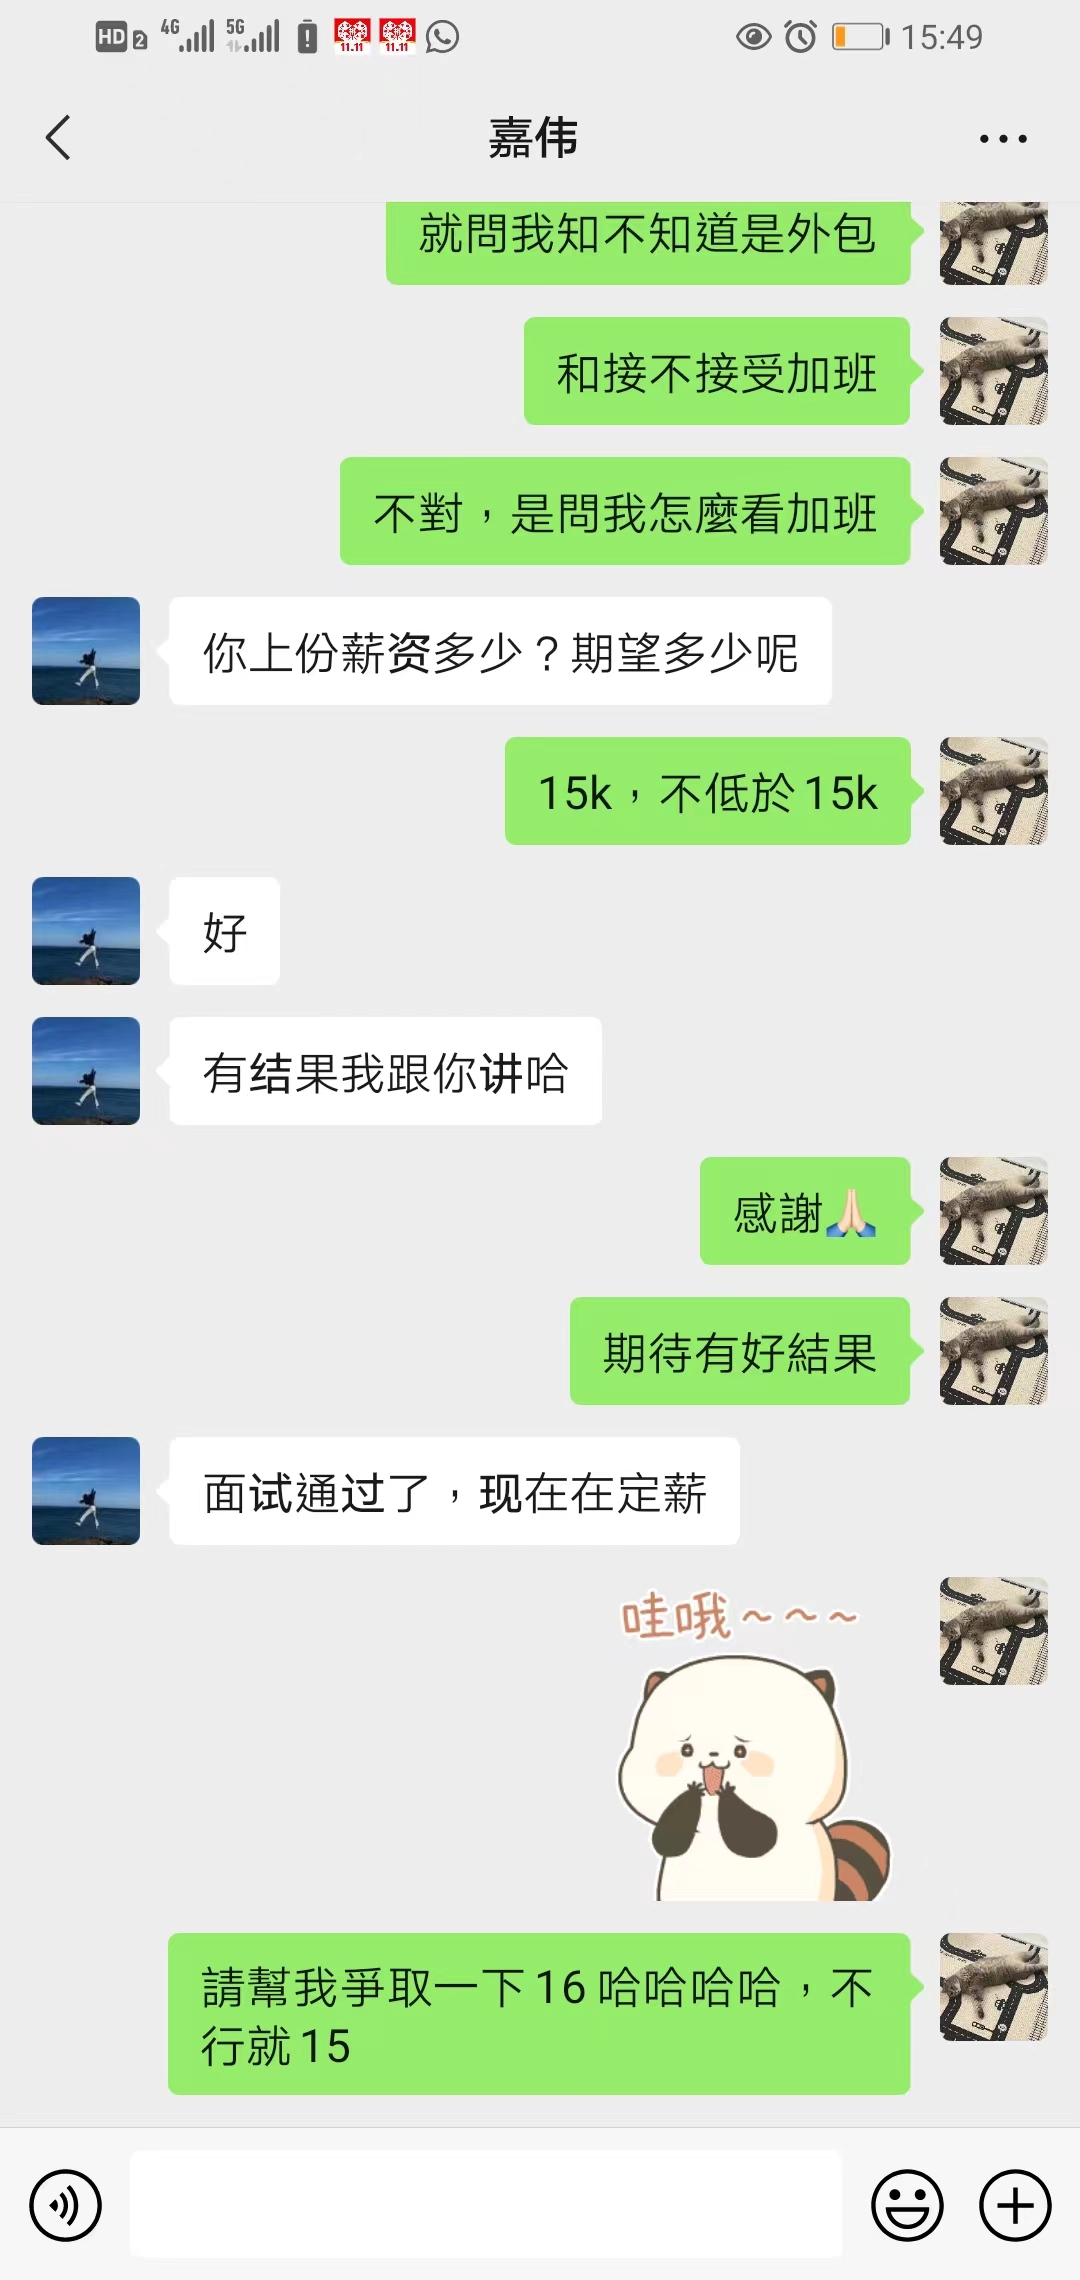 HD 2 4G 5G 11.11 11.11 15:49
嘉伟
就問我知不知道是外包
和接不接受加班
不對，是問我怎麼看加班
你上份薪资多少？期望多少呢
15k，不低於15k
好
有结果我跟你讲哈
感謝🙏🏻
期待有好結果
面试通过了，现在在定薪
哇哦~~~
請幫我爭取一下16哈哈哈哈，不
行就15